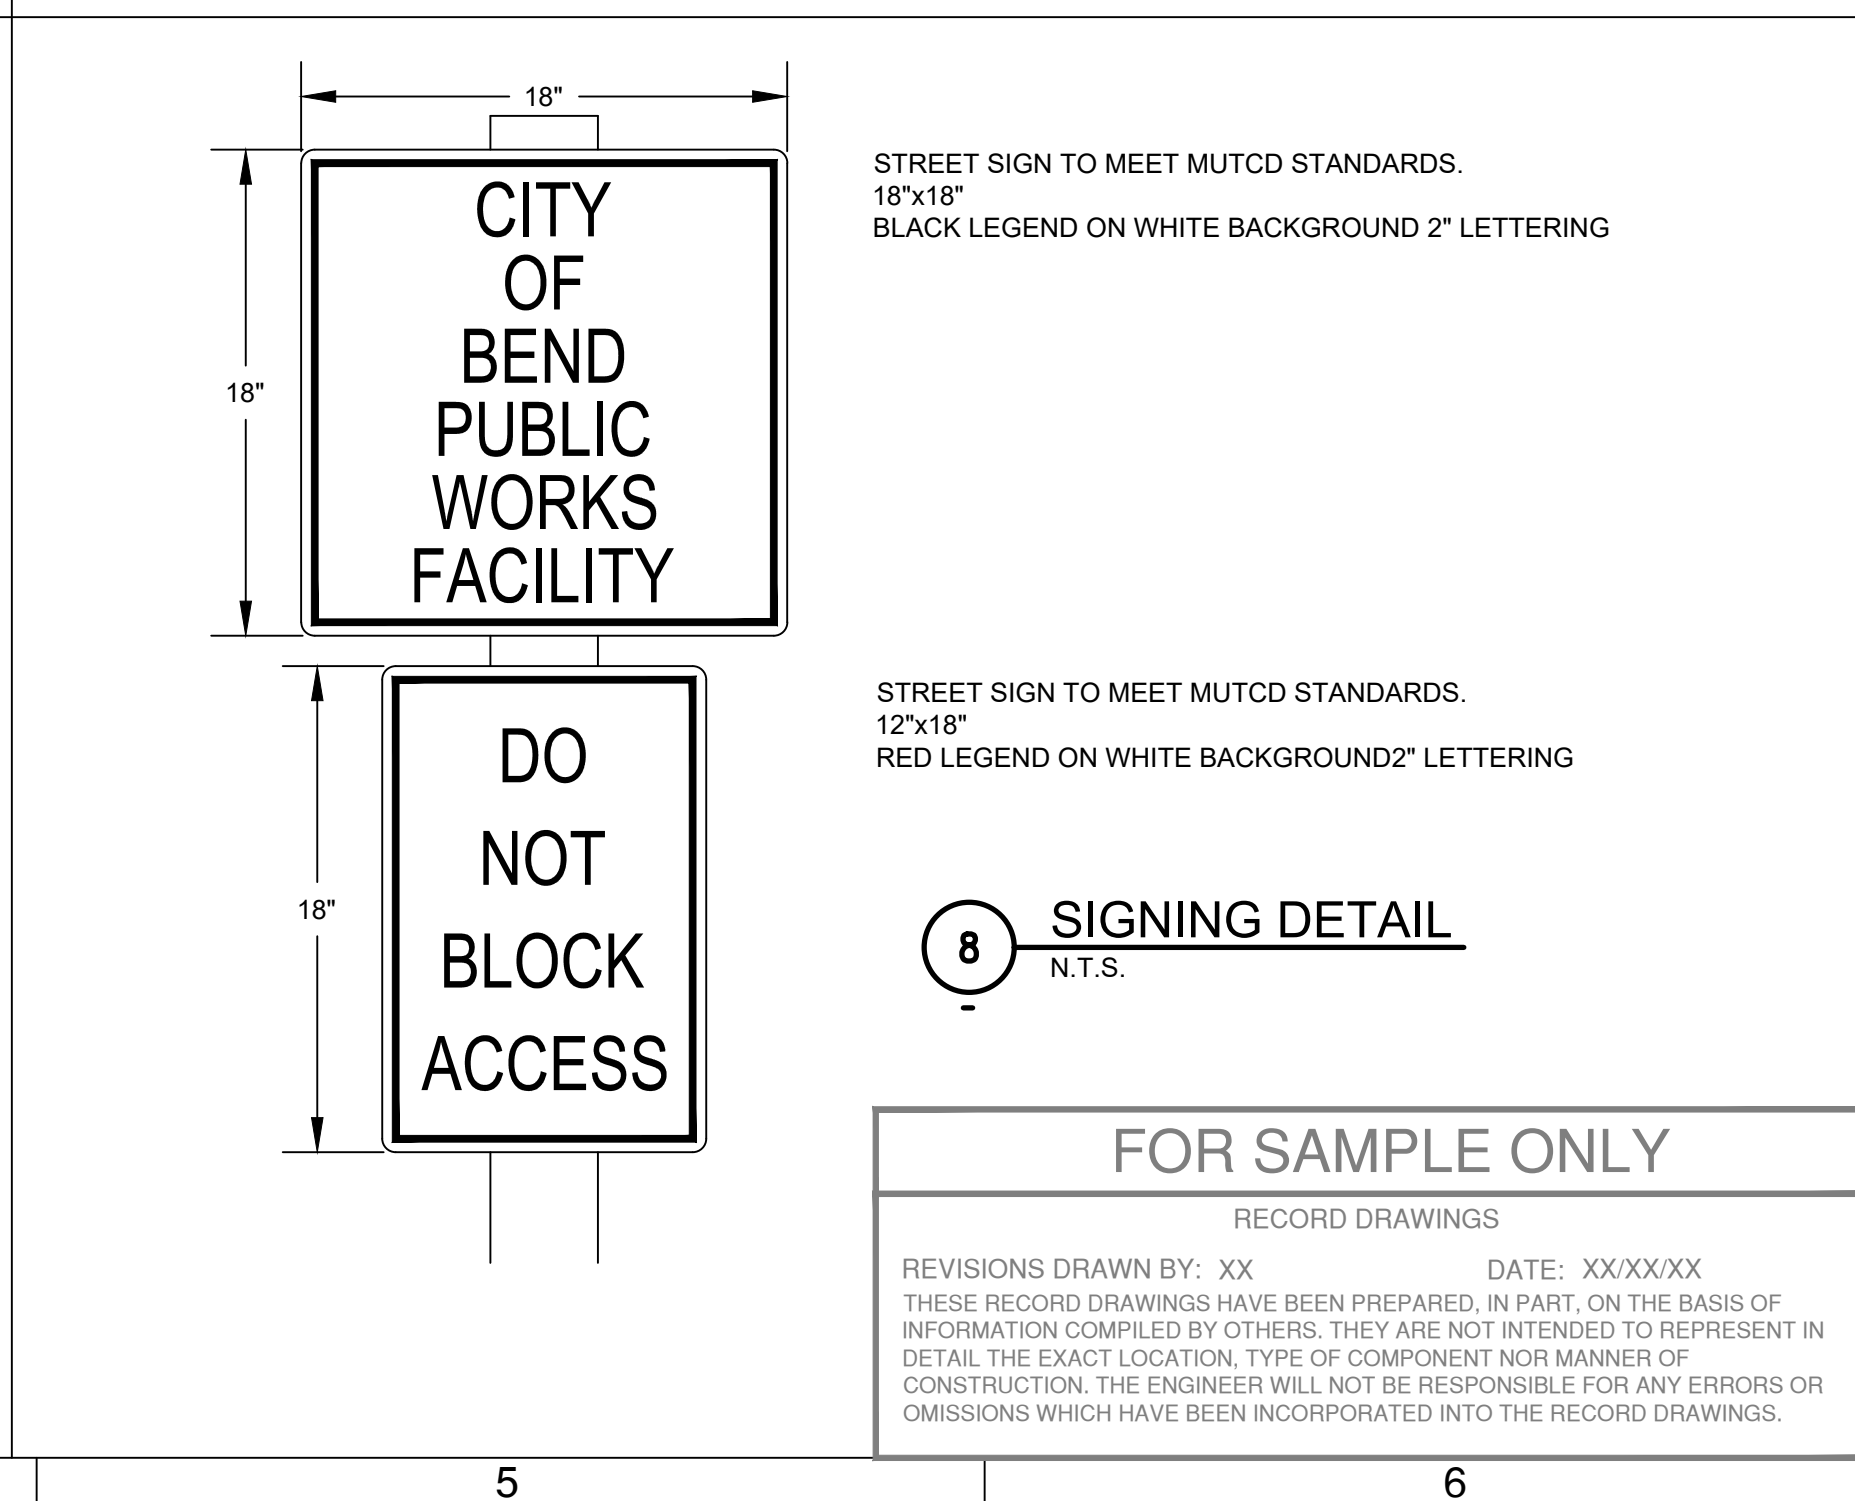 18"
18"
CITY
OF
BEND
PUBLIC
WORKS
FACILITY
STREET SIGN TO MEET MUTCD STANDARDS.
18"x18"
BLACK LEGEND ON WHITE BACKGROUND 2" LETTERING
18"
DO
NOT
BLOCK
ACCESS
STREET SIGN TO MEET MUTCD STANDARDS.
12"x18"
RED LEGEND ON WHITE BACKGROUND2" LETTERING
8
-
SIGNING DETAIL
N.T.S.
FOR SAMPLE ONLY
RECORD DRAWINGS
REVISIONS DRAWN BY: XX DATE: XX/XX/XX
THESE RECORD DRAWINGS HAVE BEEN PREPARED, IN PART, ON THE BASIS OF
INFORMATION COMPILED BY OTHERS. THEY ARE NOT INTENDED TO REPRESENT IN
DETAIL THE EXACT LOCATION, TYPE OF COMPONENT NOR MANNER OF
CONSTRUCTION. THE ENGINEER WILL NOT BE RESPONSIBLE FOR ANY ERRORS OR
OMISSIONS WHICH HAVE BEEN INCORPORATED INTO THE RECORD DRAWINGS.
5
6